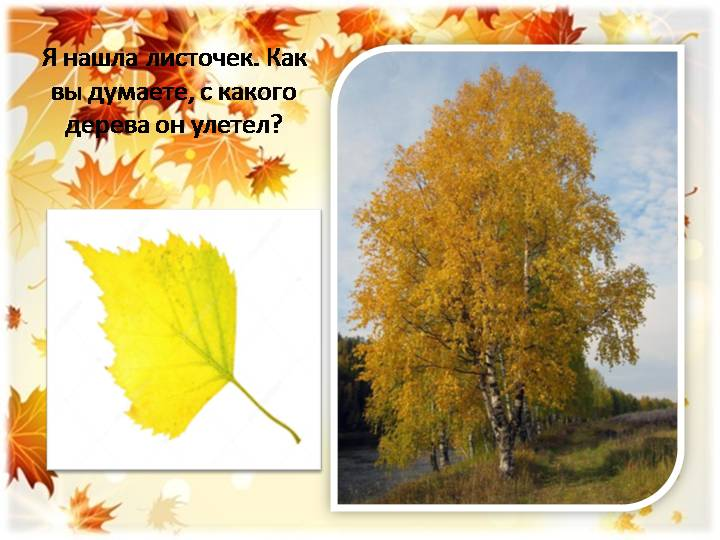 Я нашла листочек. Как
вы думаете, с какого
дерева он улетел?